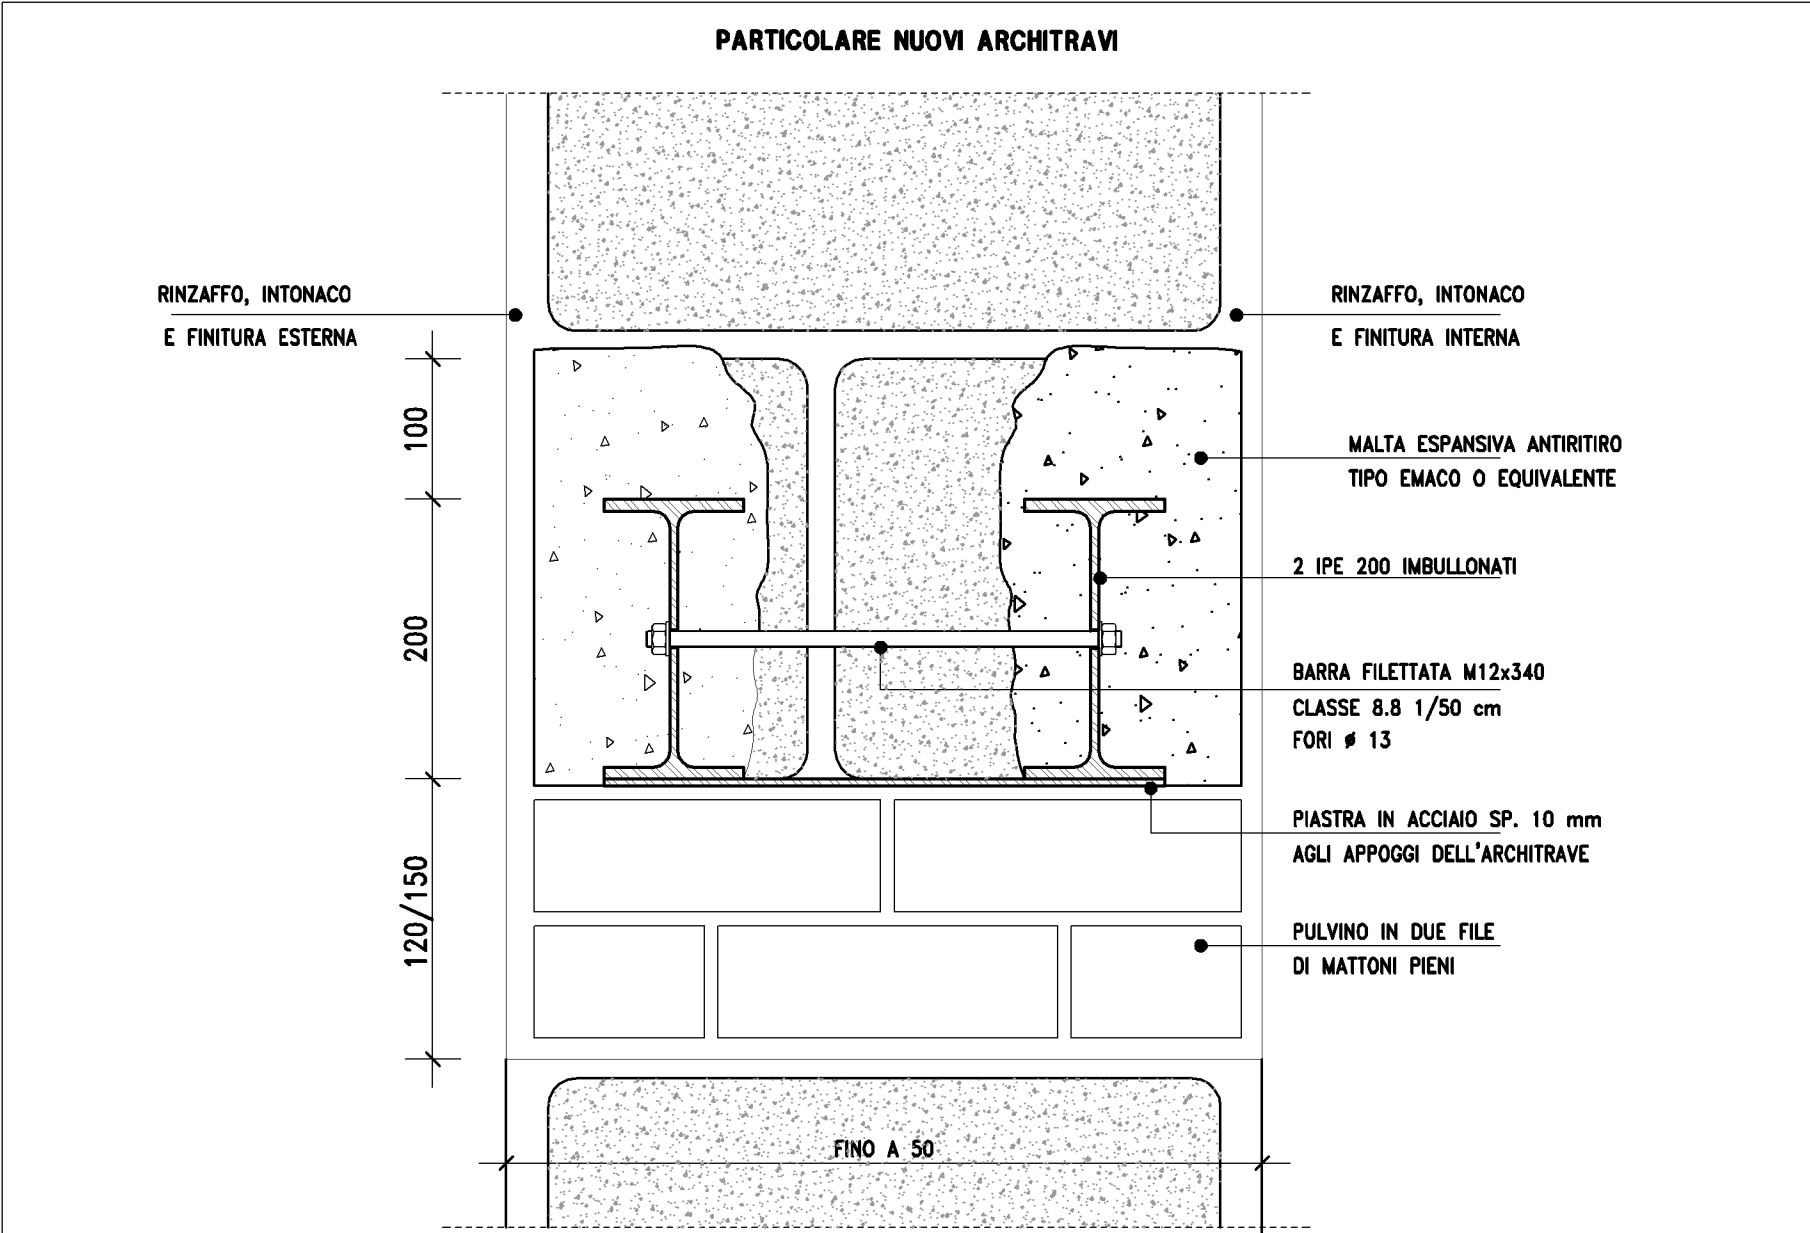 PARTICOLARE NUOVI ARCHITRAVI
RINZAFFO, INTONACO
E FINITURA ESTERNA
RINZAFFO, INTONACO
E FINITURA INTERNA
100
200
120/150
MALTA ESPANSIVA ANTIRITIRO
TIPO EMACO O EQUIVALENTE
2 IPE 200 IMBULLONATI
BARRA FILETTATA M12x340
CLASSE 8.8 1/50 cm
FORI ø 13
PIASTRA IN ACCIAIO SP. 10 mm
AGLI APPOGGI DELL'ARCHITRAVE
PULVINO IN DUE FILE
DI MATTONI PIENI
FINO A 50